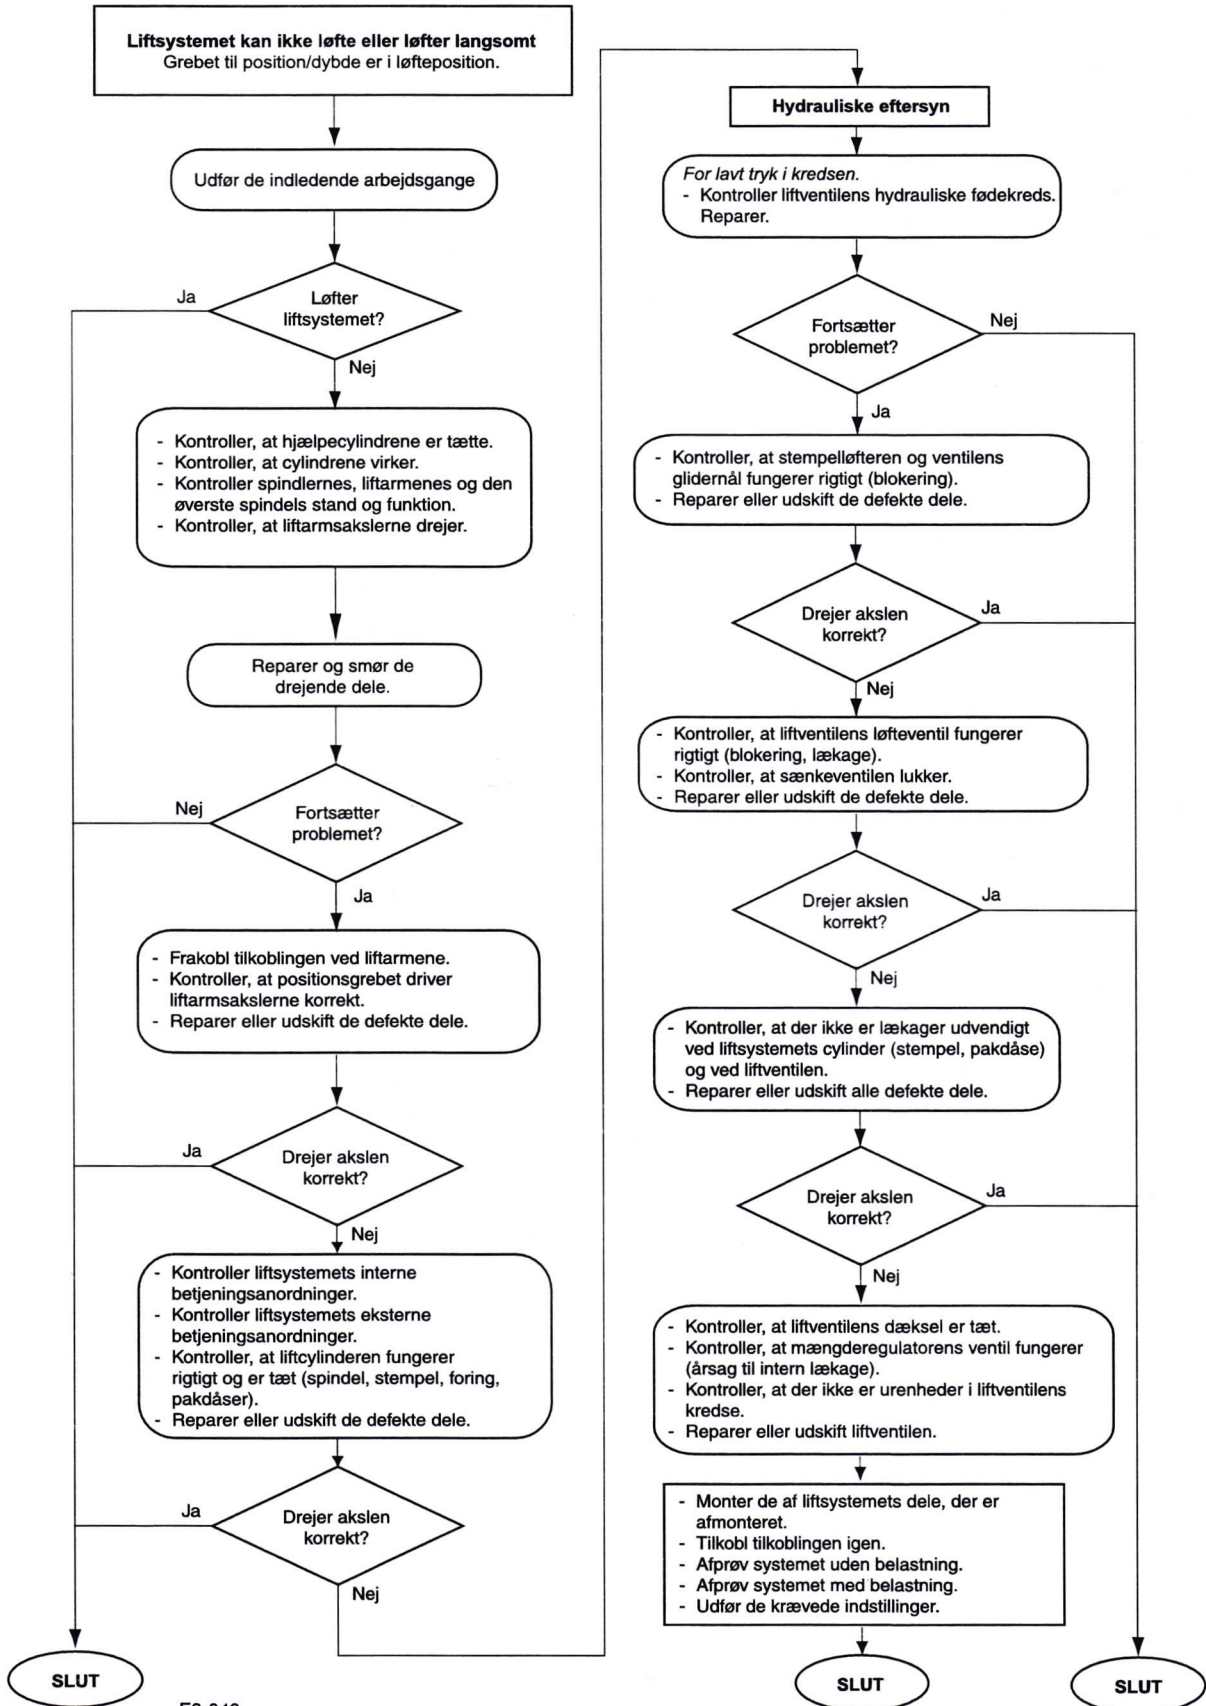 Liftsystemet kan ikke løfte eller løfter langsomt
Grebet til position/dybde er i løfteposition.
Udfør de indledende arbejdsgange
Løfter
liftsystemet?
Ja
Nej
- Kontroller, at hjælpecylindrene er tætte.
- Kontroller, at cylindrene virker.
- Kontroller spindlernes, liftarmenes og den
øverste spindels stand og funktion.
- Kontroller, at liftarmsakslerne drejer.
Reparer og smør de
drejende dele.
Fortsætter
problemet?
Nej
Ja
- Frakobl tilkoblingen ved liftarmene.
- Kontroller, at positionsgrebet driver
liftarmsakslerne korrekt.
- Reparer eller udskift de defekte dele.
Drejer akslen
korrekt?
Ja
Nej
- Kontroller liftsystemets interne
betjeningsanordninger.
- Kontroller liftsystemets eksterne
betjeningsanordninger.
- Kontroller, at liftcylinderen fungerer
rigtigt og er tæt (spindel, stempel, foring,
pakdåser).
- Reparer eller udskift de defekte dele.
Drejer akslen
korrekt?
Ja
Nej
SLUT
Hydrauliske eftersyn
For lavt tryk i kredsen.
- Kontroller liftventilens hydrauliske fødekreds.
Reparer.
Fortsætter
problemet?
Nej
Ja
- Kontroller, at stempelløfteren og ventilens
glidernål fungerer rigtigt (blokering).
- Reparer eller udskift de defekte dele.
Drejer akslen
korrekt?
Ja
Nej
- Kontroller, at liftventilens løfteventil fungerer
rigtigt (blokering, lækage).
- Kontroller, at sænkeventilen lukker.
- Reparer eller udskift de defekte dele.
Drejer akslen
korrekt?
Ja
Nej
- Kontroller, at der ikke er lækager udvendigt
ved liftsystemets cylinder (stempel, pakdåse)
og ved liftventilen.
- Reparer eller udskift alle defekte dele.
Drejer akslen
korrekt?
Ja
Nej
- Kontroller, at liftventilens dæksel er tæt.
- Kontroller, at mængderegulatorens ventil fungerer
(årsag til intern lækage).
- Kontroller, at der ikke er urenheder i liftventilens
kredse.
- Reparer eller udskift liftventilen.
- Monter de af liftsystemets dele, der er
afmonteret.
- Tilkobl tilkoblingen igen.
- Afprøv systemet uden belastning.
- Afprøv systemet med belastning.
- Udfør de krævede indstillinger.
SLUT
SLUT